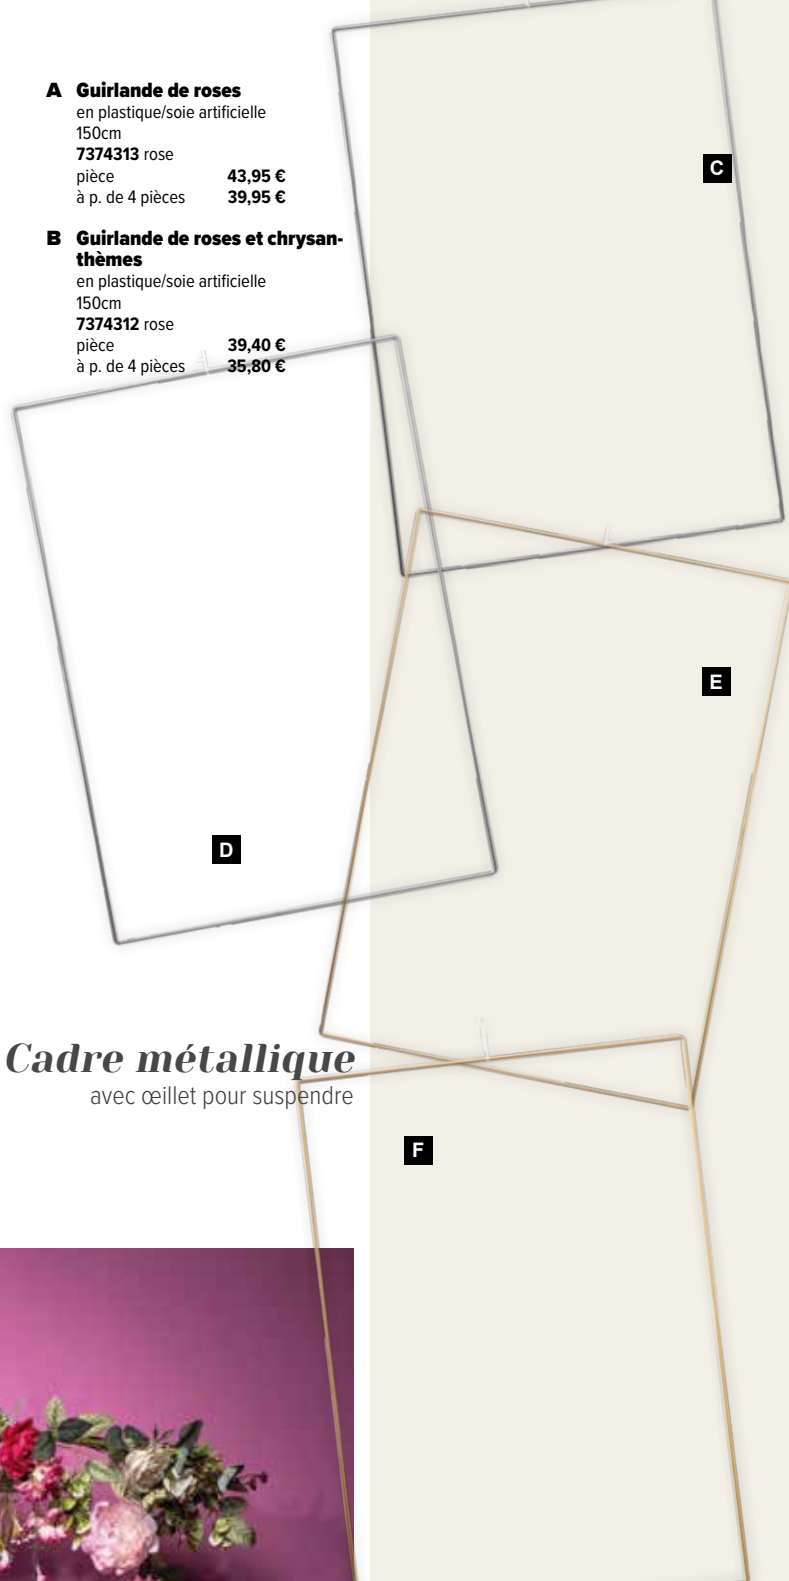 A Guirlande de roses
en plastique/soie artificielle
150cm
7374313 rose
pièce 43,95 €
à p. de 4 pièces 39,95 €
B Guirlande de roses et chrysan-
thèmes
en plastique/soie artificielle
150cm
7374312 rose
pièce 39,40 €
à p. de 4 pièces 35,80 €
C
E
D
Cadre métallique
avec œillet pour suspendre
F